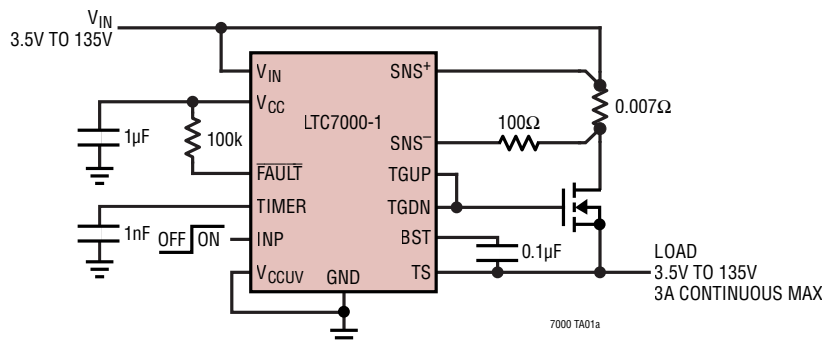 VIN
3.5V TO 135V
VIN
SNS+
VCC
LTC7000-1
0.007Ω
1µF
100k
100Ω
SNS–
FAULT
TGUP
TIMER
TGDN
1nF
OFF
ON
INP
BST
0.1µF
VCCUV
GND
TS
LOAD
3.5V TO 135V
3A CONTINUOUS MAX
7000 TA01a